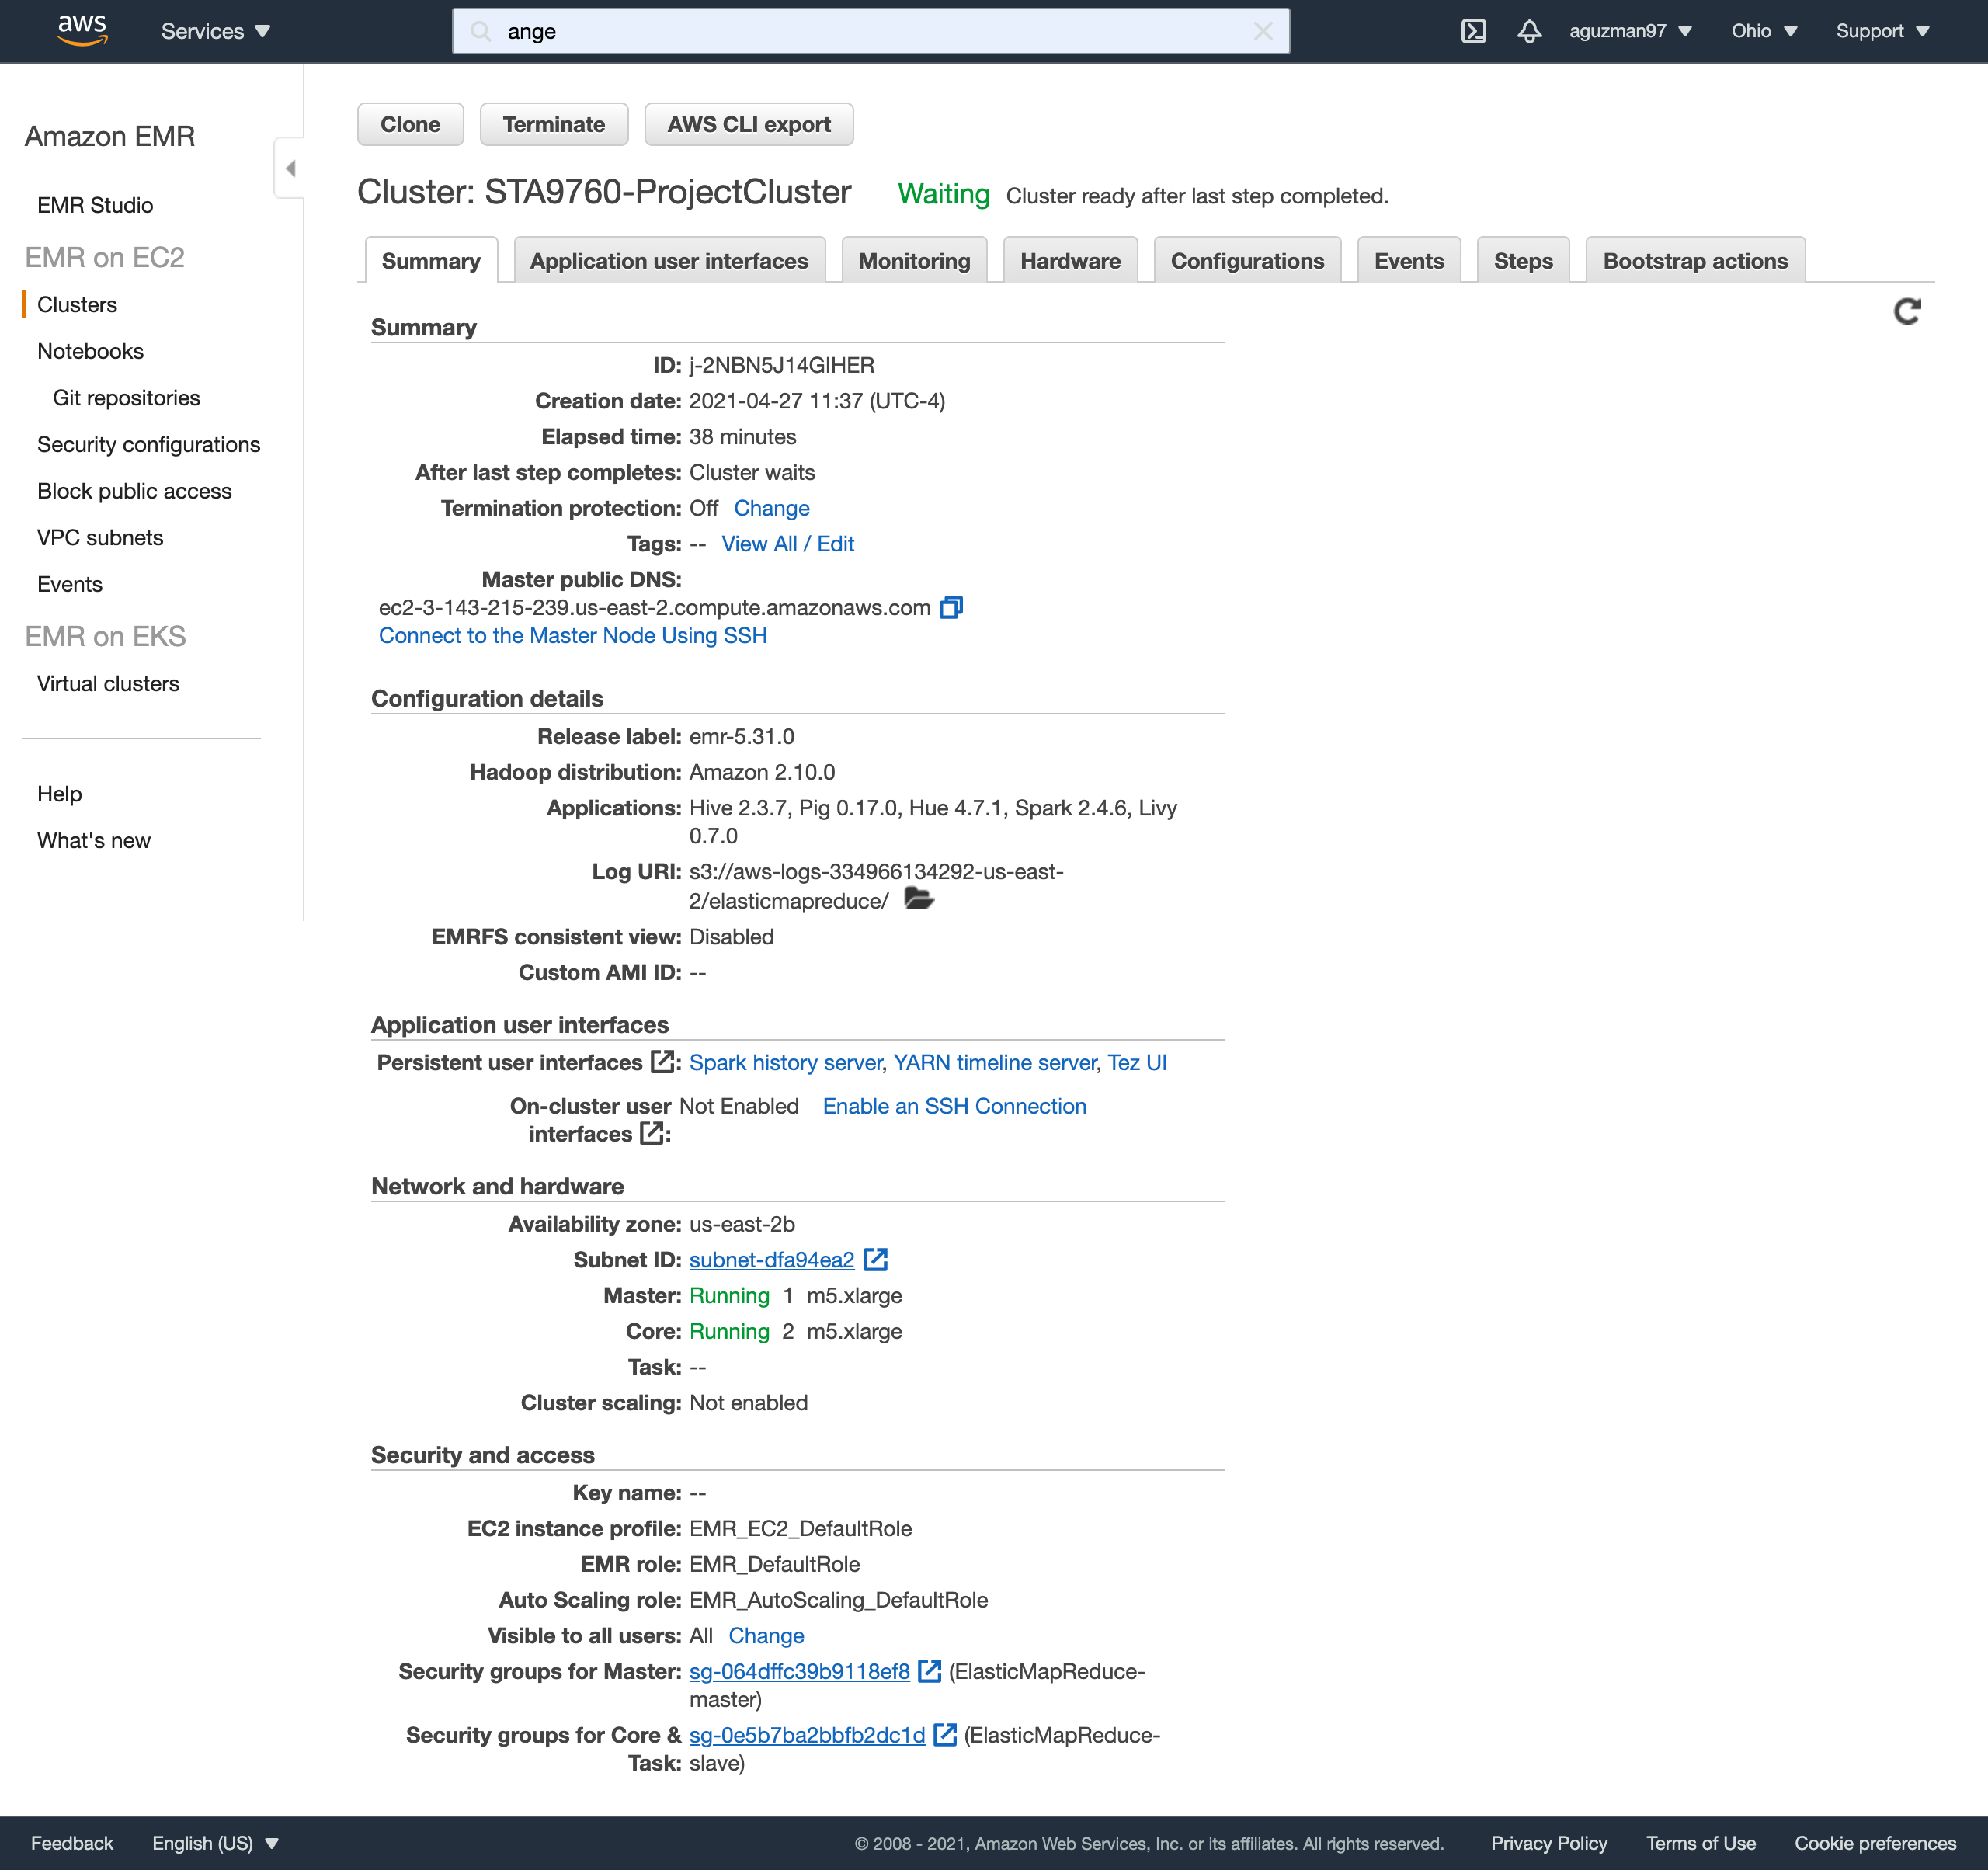 aws
Services
ange
aguzman97
Ohio
Support
Amazon EMR
EMR Studio
EMR on EC2
Clusters
Notebooks
Git repositories
Security configurations
Block public access
VPC subnets
Events
EMR on EKS
Virtual clusters
Help
What's new
Clone Terminate AWS CLI export
Cluster: STA9760-ProjectCluster Waiting Cluster ready after last step completed.
Summary Application user interfaces Monitoring Hardware Configurations Events Steps Bootstrap actions
Summary
ID: j-2NBN5J14GIHER
Creation date: 2021-04-27 11:37 (UTC-4)
Elapsed time: 38 minutes
After last step completes: Cluster waits
Termination protection: Off Change
Tags: -- View All / Edit
Master public DNS:
ec2-3-143-215-239.us-east-2.compute.amazonaws.com
Connect to the Master Node Using SSH
Configuration details
Release label: emr-5.31.0
Hadoop distribution: Amazon 2.10.0
Applications: Hive 2.3.7, Pig 0.17.0, Hue 4.7.1, Spark 2.4.6, Livy
0.7.0
Log URI: s3://aws-logs-334966134292-us-east-
2/elasticmapreduce/
EMRFS consistent view: Disabled
Custom AMI ID: --
Application user interfaces
Persistent user interfaces : Spark history server, YARN timeline server, Tez UI
On-cluster user Not Enabled Enable an SSH Connection
interfaces :
Network and hardware
Availability zone: us-east-2b
Subnet ID: subnet-dfa94ea2
Master: Running 1 m5.xlarge
Core: Running 2 m5.xlarge
Task: --
Cluster scaling: Not enabled
Security and access
Key name: --
EC2 instance profile: EMR_EC2_DefaultRole
EMR role: EMR_DefaultRole
Auto Scaling role: EMR_AutoScaling_DefaultRole
Visible to all users: All Change
Security groups for Master: sg-064dffc39b9118ef8 (ElasticMapReduce-
master)
Security groups for Core & sg-0e5b7ba2bbfb2dc1d (ElasticMapReduce-
Task: slave)
Feedback English (US) © 2008 - 2021, Amazon Web Services, Inc. or its affiliates. All rights reserved. Privacy Policy Terms of Use Cookie preferences